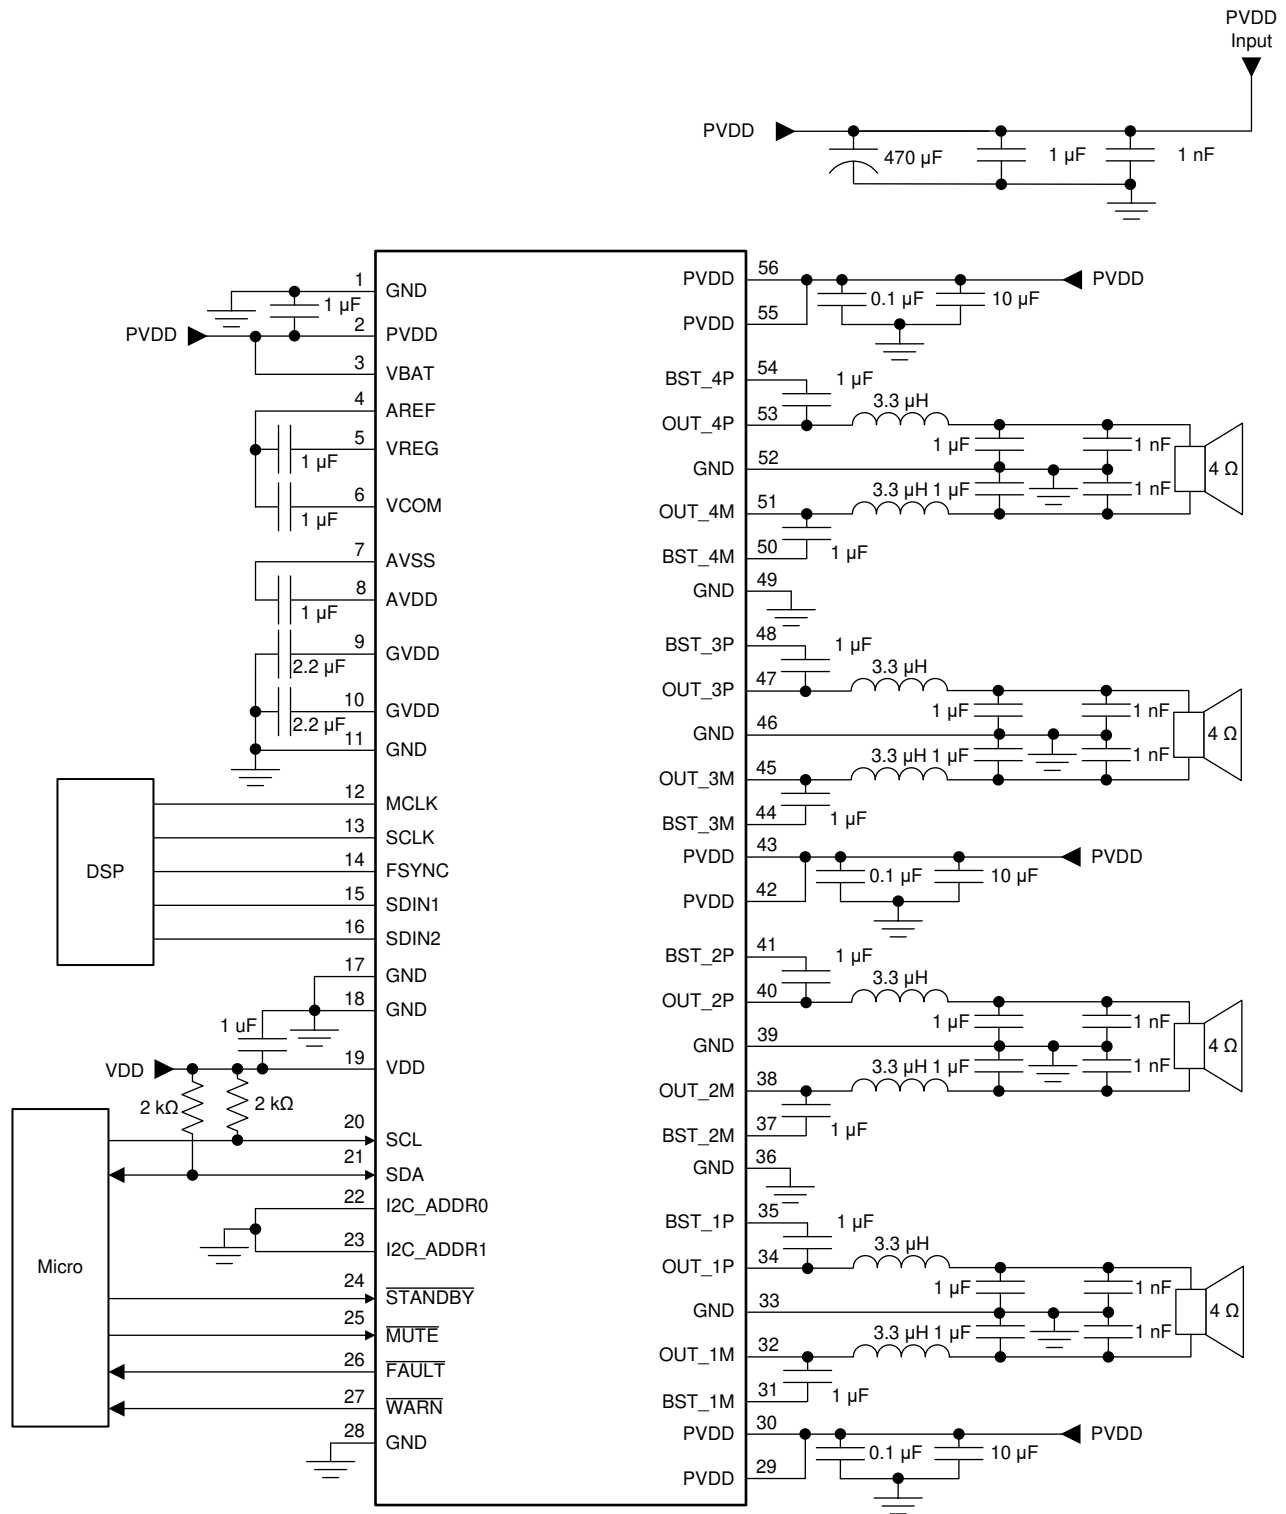 PVDD
Input
PVDD
470 µF
1 µF
1 nF
1
GND
1 µF
PVDD
2
PVDD
3
VBAT
4
AREF
5
VREG
1 µF
6
VCOM
1 µF
7
AVSS
8
AVDD
1 µF
9
GVDD
2.2 µF
10
GVDD
2.2 µF
11
GND
DSP
12
MCLK
13
SCLK
14
FSYNC
15
SDIN1
16
SDIN2
17
GND
18
GND
1 uF
VDD
19
VDD
2 kΩ
2 kΩ
Micro
20
SCL
21
SDA
22
I2C_ADDR0
23
I2C_ADDR1
24
STANDBY
25
MUTE
26
FAULT
27
WARN
28
GND
PVDD
56
PVDD
0.1 µF
10 µF
PVDD
55
BST_4P
54
1 µF
OUT_4P
53
3.3 µH
1 µF
1 nF
GND
52
4 Ω
3.3 µH
1 µF
1 nF
OUT_4M
51
BST_4M
50
1 µF
GND
49
BST_3P
48
1 µF
OUT_3P
47
3.3 µH
1 µF
1 nF
GND
46
4 Ω
3.3 µH
1 µF
1 nF
OUT_3M
45
BST_3M
44
1 µF
PVDD
43
PVDD
0.1 µF
10 µF
PVDD
42
BST_2P
41
1 µF
OUT_2P
40
3.3 µH
1 µF
1 nF
GND
39
4 Ω
3.3 µH
1 µF
1 nF
OUT_2M
38
BST_2M
37
1 µF
GND
36
BST_1P
35
1 µF
OUT_1P
34
3.3 µH
1 µF
1 nF
GND
33
4 Ω
3.3 µH
1 µF
1 nF
OUT_1M
32
BST_1M
31
1 µF
PVDD
30
PVDD
0.1 µF
10 µF
PVDD
29